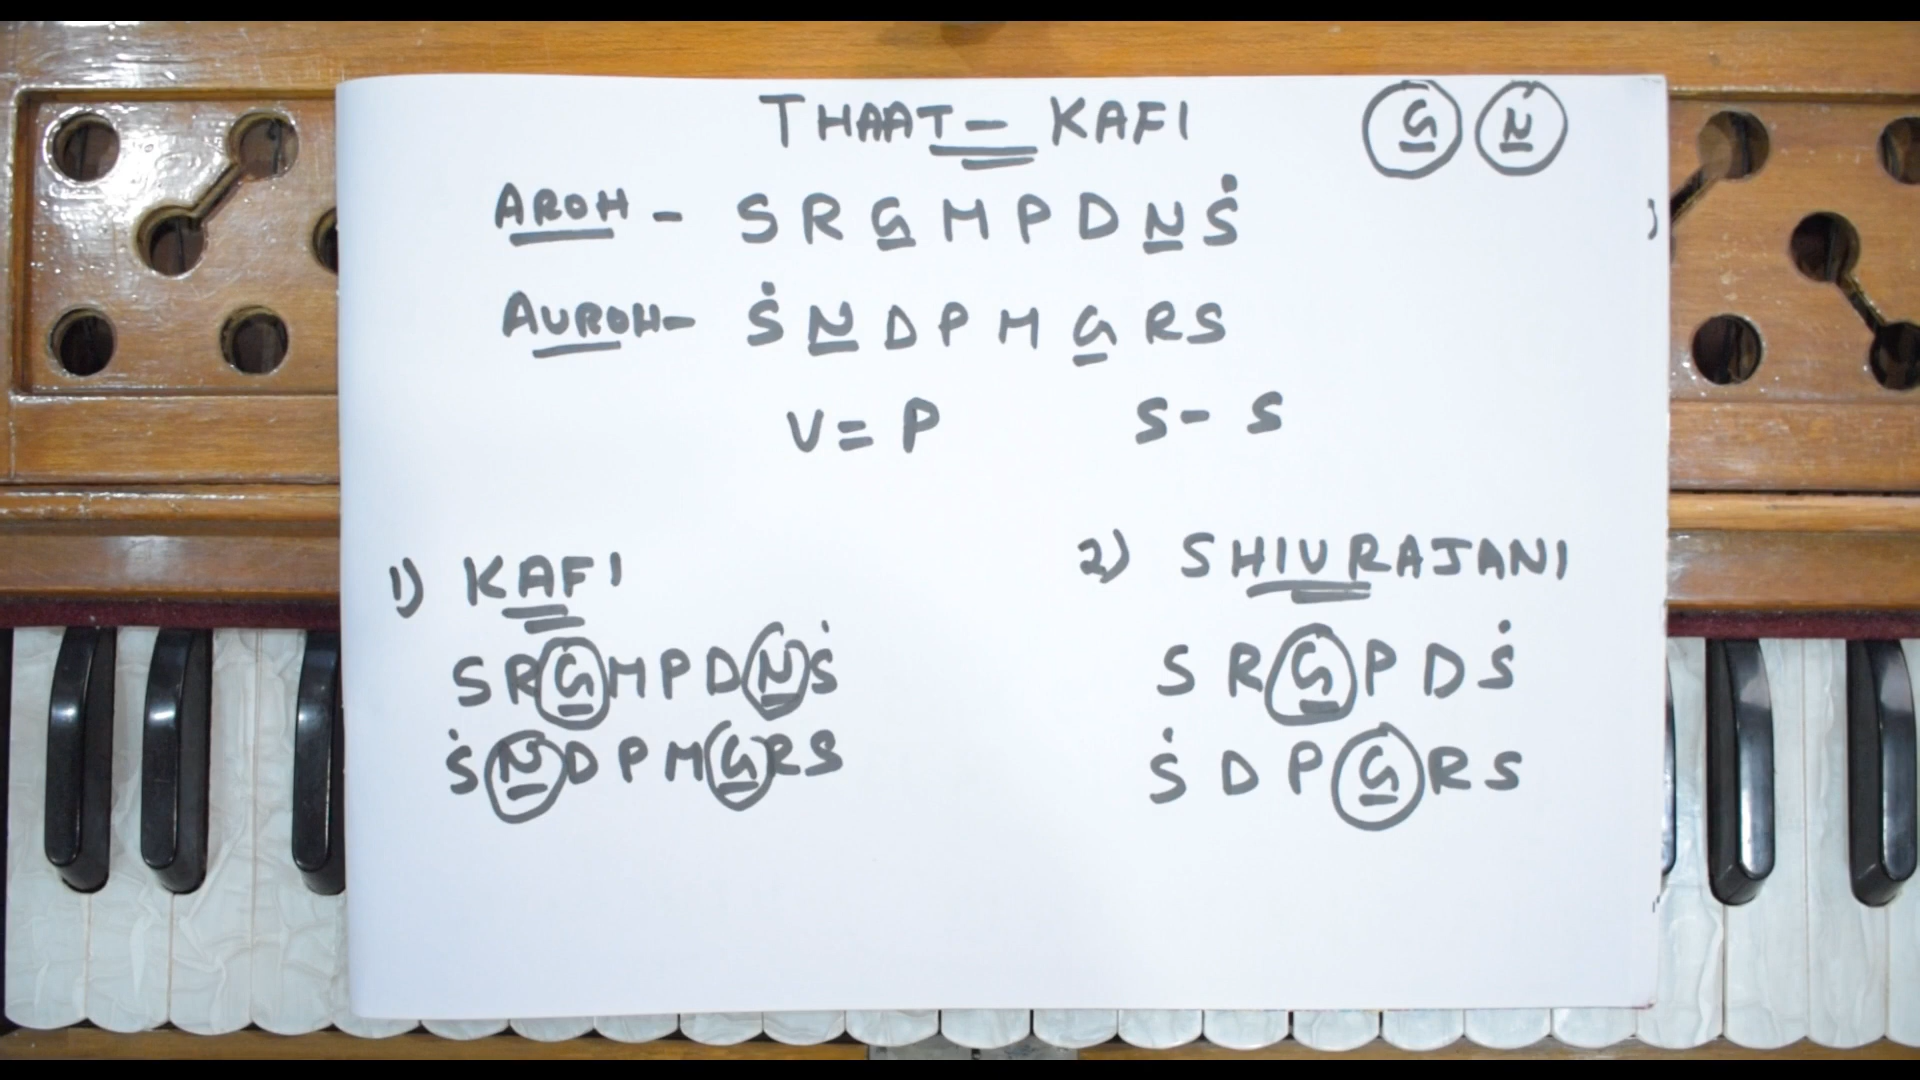 THAAT - KAFI
G̲ N̲
AROH - S R G̲ M P D N̲ Ṡ
AUROH - Ṡ N̲ D P M G̲ R S
V = P S - S
1) KAFI
S R G̲ M P D N̲ Ṡ
Ṡ N̲ D P M G̲ R S
2) SHIVRAJANI
S R G̲ P D Ṡ
Ṡ D P G̲ R S